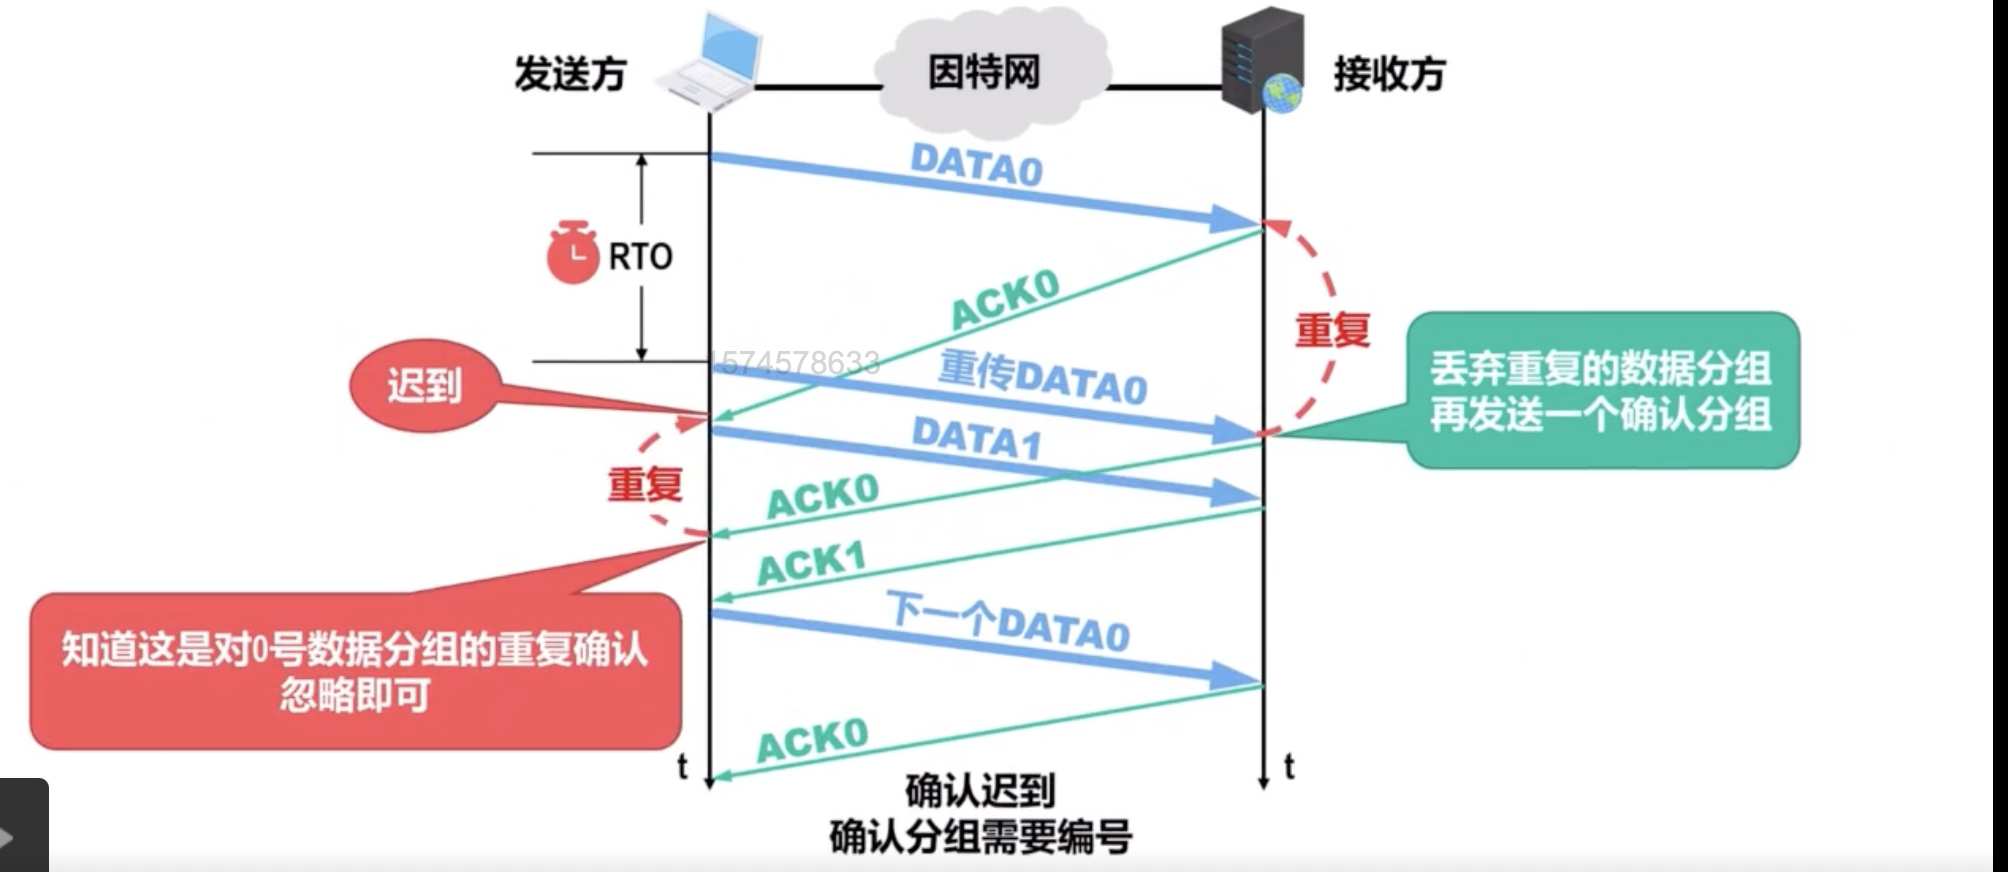 发送方
因特网
接收方
DATA0
RTO
ACK0
重复
1574578633
重传DATA0
迟到
丢弃重复的数据分组
再发送一个确认分组
DATA1
重复
ACK0
ACK1
下一个DATA0
知道这是对0号数据分组的重复确认
忽略即可
ACK0
t
t
确认迟到
确认分组需要编号